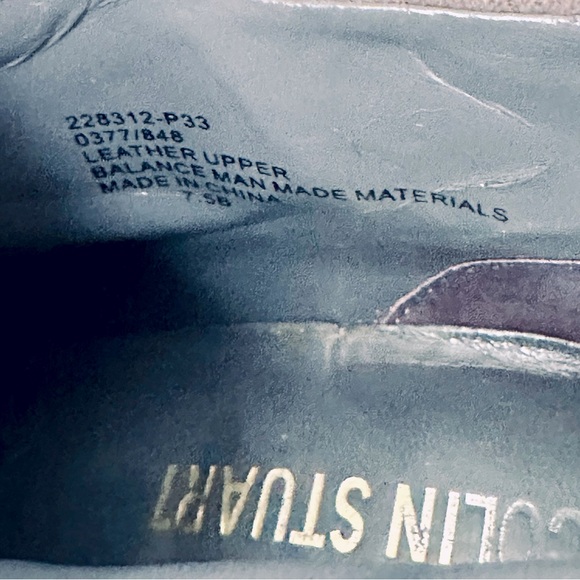 228312-P33
0377/848
LEATHER UPPER
BALANCE MAN MADE MATERIALS
MADE IN CHINA
7.5B
COLIN STUART